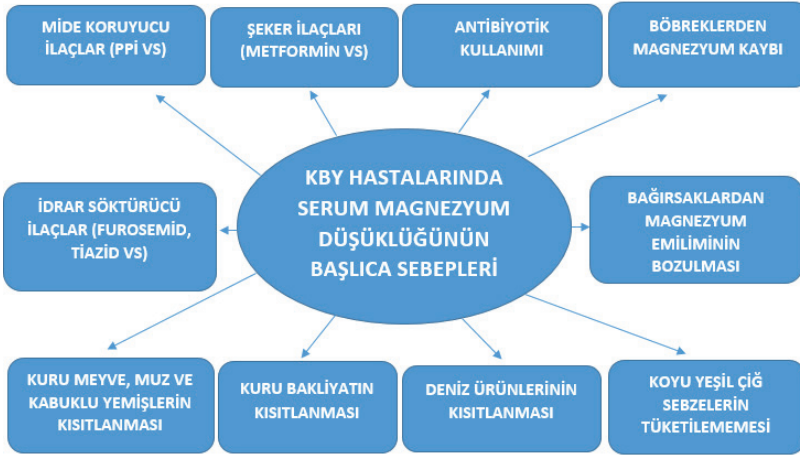 MİDE KORUYUCU
İLAÇLAR (PPİ VS)
ŞEKER İLAÇLARI
(METFORMİN VS)
ANTİBİYOTİK
KULLANIMI
BÖBREKLERDEN
MAGNEZYUM KAYBI
KBY HASTALARINDA
SERUM MAGNEZYUM
DÜŞÜKLÜĞÜNÜN
BAŞLICA SEBEPLERİ
İDRAR SÖKTÜRÜCÜ
İLAÇLAR (FUROSEMİD,
TİAZİD VS)
BAĞIRSAKLARDAN
MAGNEZYUM
EMİLİMİNİN
BOZULMASI
KURU MEYVE, MUZ VE
KABUKLU YEMİŞLERİN
KISITLANMASI
KURU BAKLİYATIN
KISITLANMASI
DENİZ ÜRÜNLERİNİN
KISITLANMASI
KOYU YEŞİL ÇİĞ
SEBZELERİN
TÜKETİLEMEMESİ